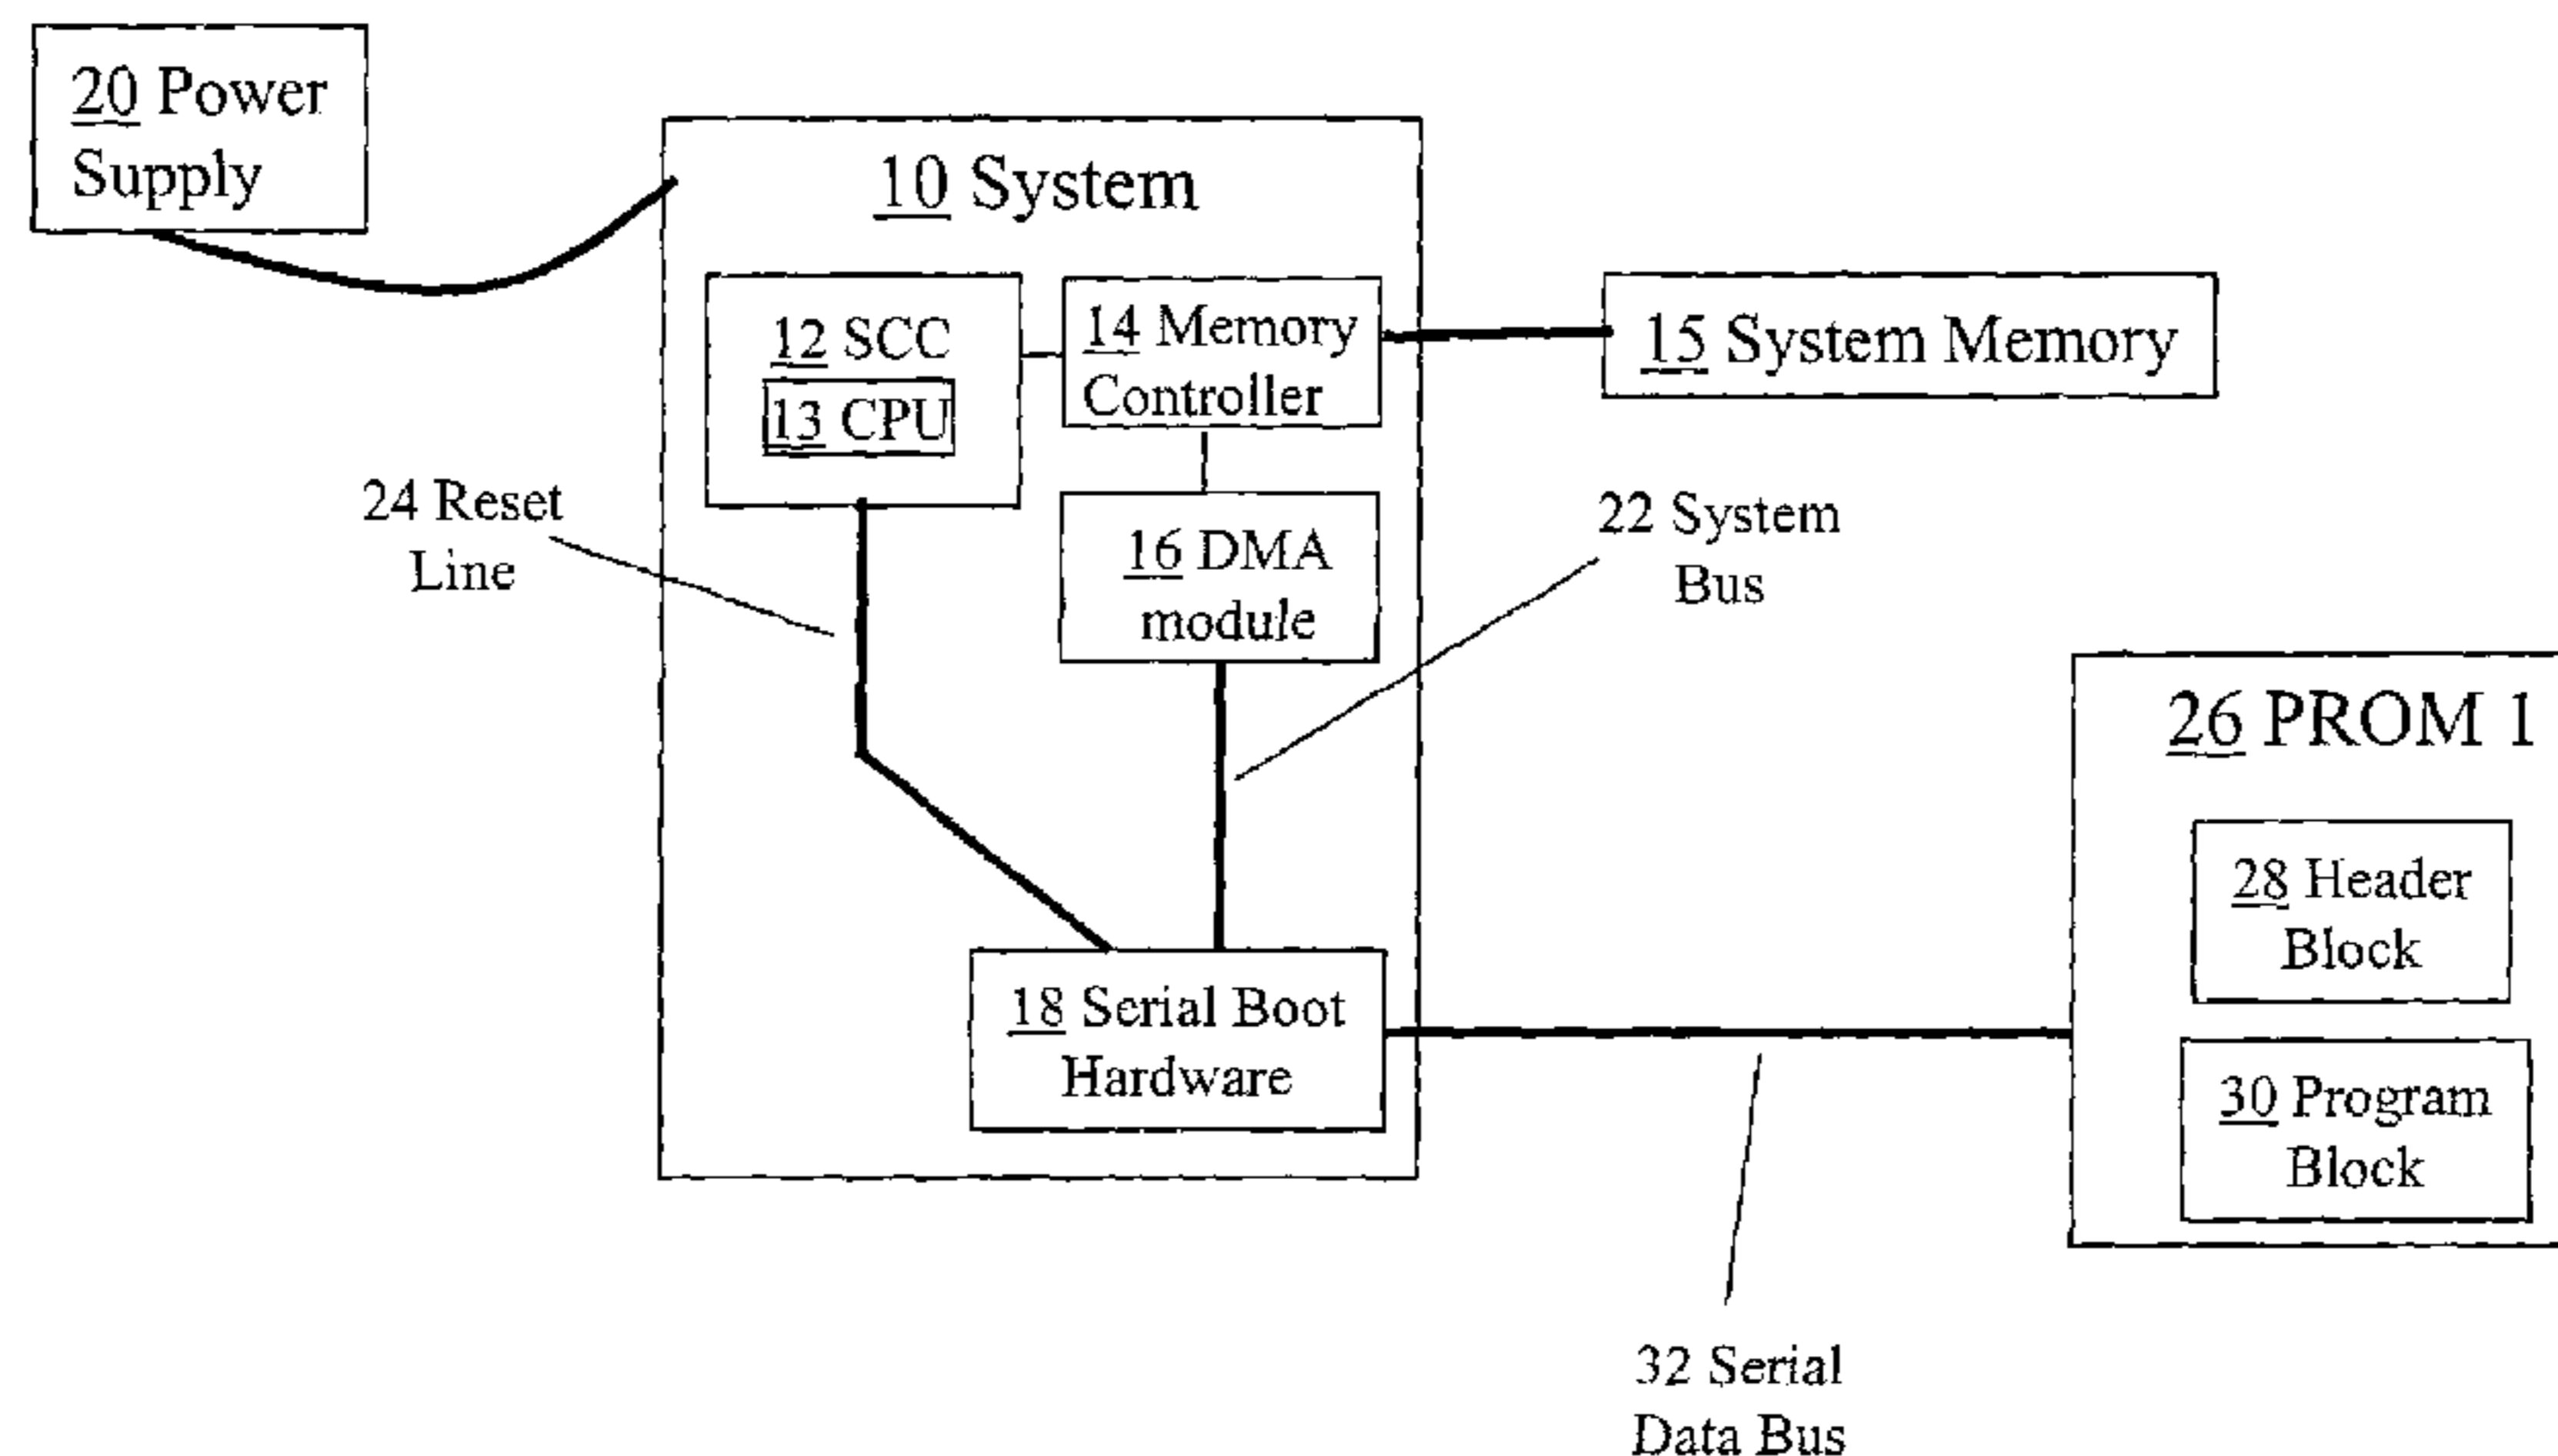 20 Power
Supply
10 System
12 SCC
13 CPU
14 Memory
Controller
15 System Memory
24 Reset
Line
16 DMA
module
22 System
Bus
26 PROM 1
28 Header
Block
18 Serial Boot
Hardware
30 Program
Block
32 Serial
Data Bus